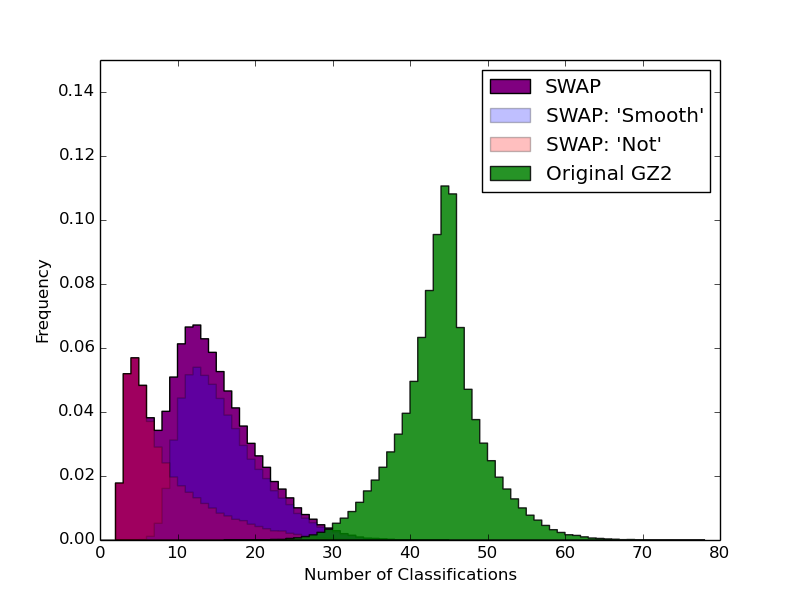 SWAP
SWAP: 'Smooth'
SWAP: 'Not'
Original GZ2
0.14
0.12
0.10
0.08
0.06
0.04
0.02
0.00
Frequency
0 10 20 30 40 50 60 70 80
Number of Classifications